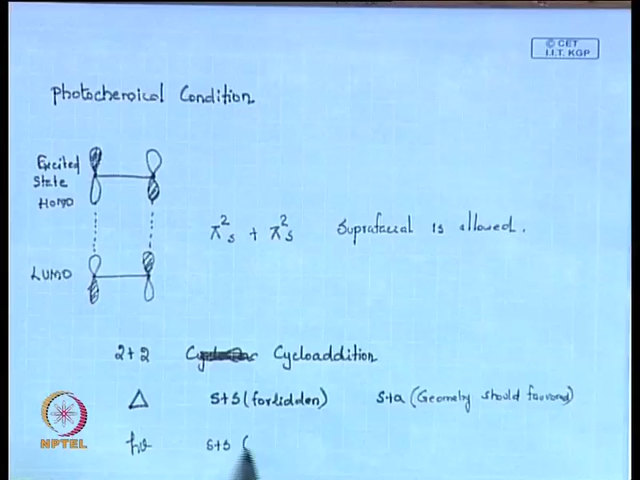 © CET
I.I.T. KGP
Photochemical Condition
Excited
State
HOMO
π²s + π²s Suprafacial is allowed.
LUMO
2+2 Cycloaddition
Δ s+s (forbidden) s+a (Geometry should favored)
hν s+s (
NPTEL